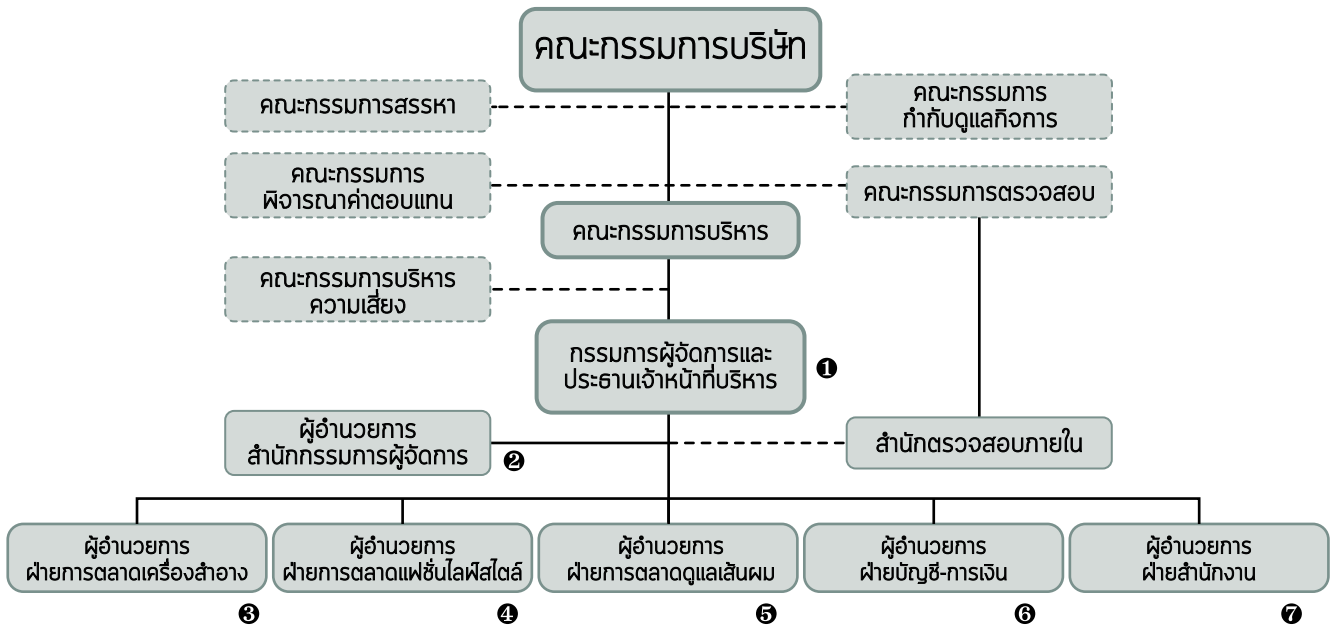 คณะกรรมการบริษัท
คณะกรรมการสรรหา
คณะกรรมการ
กำกับดูแลกิจการ
คณะกรรมการ
พิจารณาค่าตอบแทน
คณะกรรมการตรวจสอบ
คณะกรรมการบริหาร
คณะกรรมการบริหาร
ความเสี่ยง
กรรมการผู้จัดการและ
ประธานเจ้าหน้าที่บริหาร
❶
ผู้อำนวยการ
สำนักกรรมการผู้จัดการ
❷
สำนักตรวจสอบภายใน
ผู้อำนวยการ
ฝ่ายการตลาดเครื่องสำอาง
❸
ผู้อำนวยการ
ฝ่ายการตลาดแฟชั่นไลฟ์สไตล์
❹
ผู้อำนวยการ
ฝ่ายการตลาดดูแลเส้นผม
❺
ผู้อำนวยการ
ฝ่ายบัญชี-การเงิน
❻
ผู้อำนวยการ
ฝ่ายสำนักงาน
❼